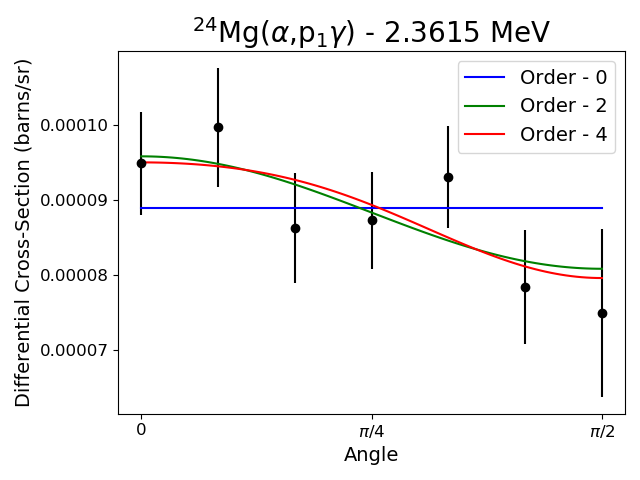 ²⁴Mg(α,p₁γ) - 2.3615 MeV
Order - 0
Order - 2
Order - 4
Differential Cross-Section (barns/sr)
0.00010
0.00009
0.00008
0.00007
0
π/4
π/2
Angle